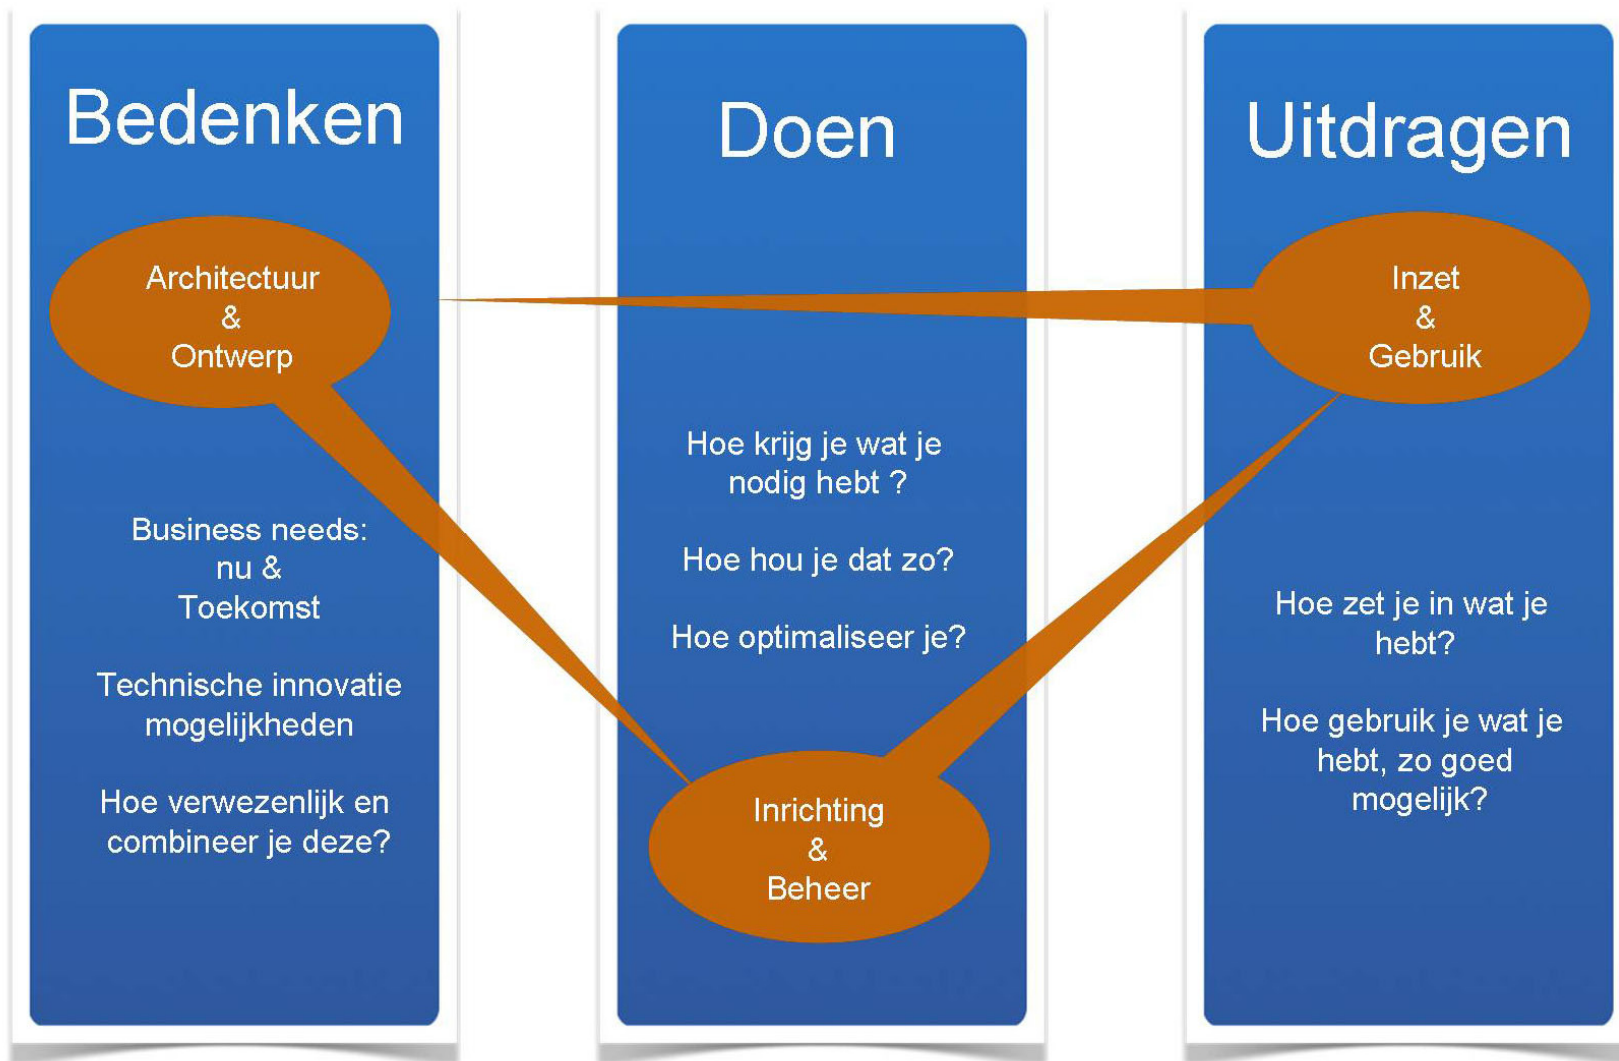 Bedenken
Architectuur
&
Ontwerp
Business needs:
nu &
Toekomst
Technische innovatie
mogelijkheden
Hoe verwezenlijk en
combineer je deze?
Doen
Hoe krijg je wat je
nodig hebt ?
Hoe hou je dat zo?
Hoe optimaliseer je?
Inrichting
&
Beheer
Uitdragen
Inzet
&
Gebruik
Hoe zet je in wat je
hebt?
Hoe gebruik je wat je
hebt, zo goed
mogelijk?